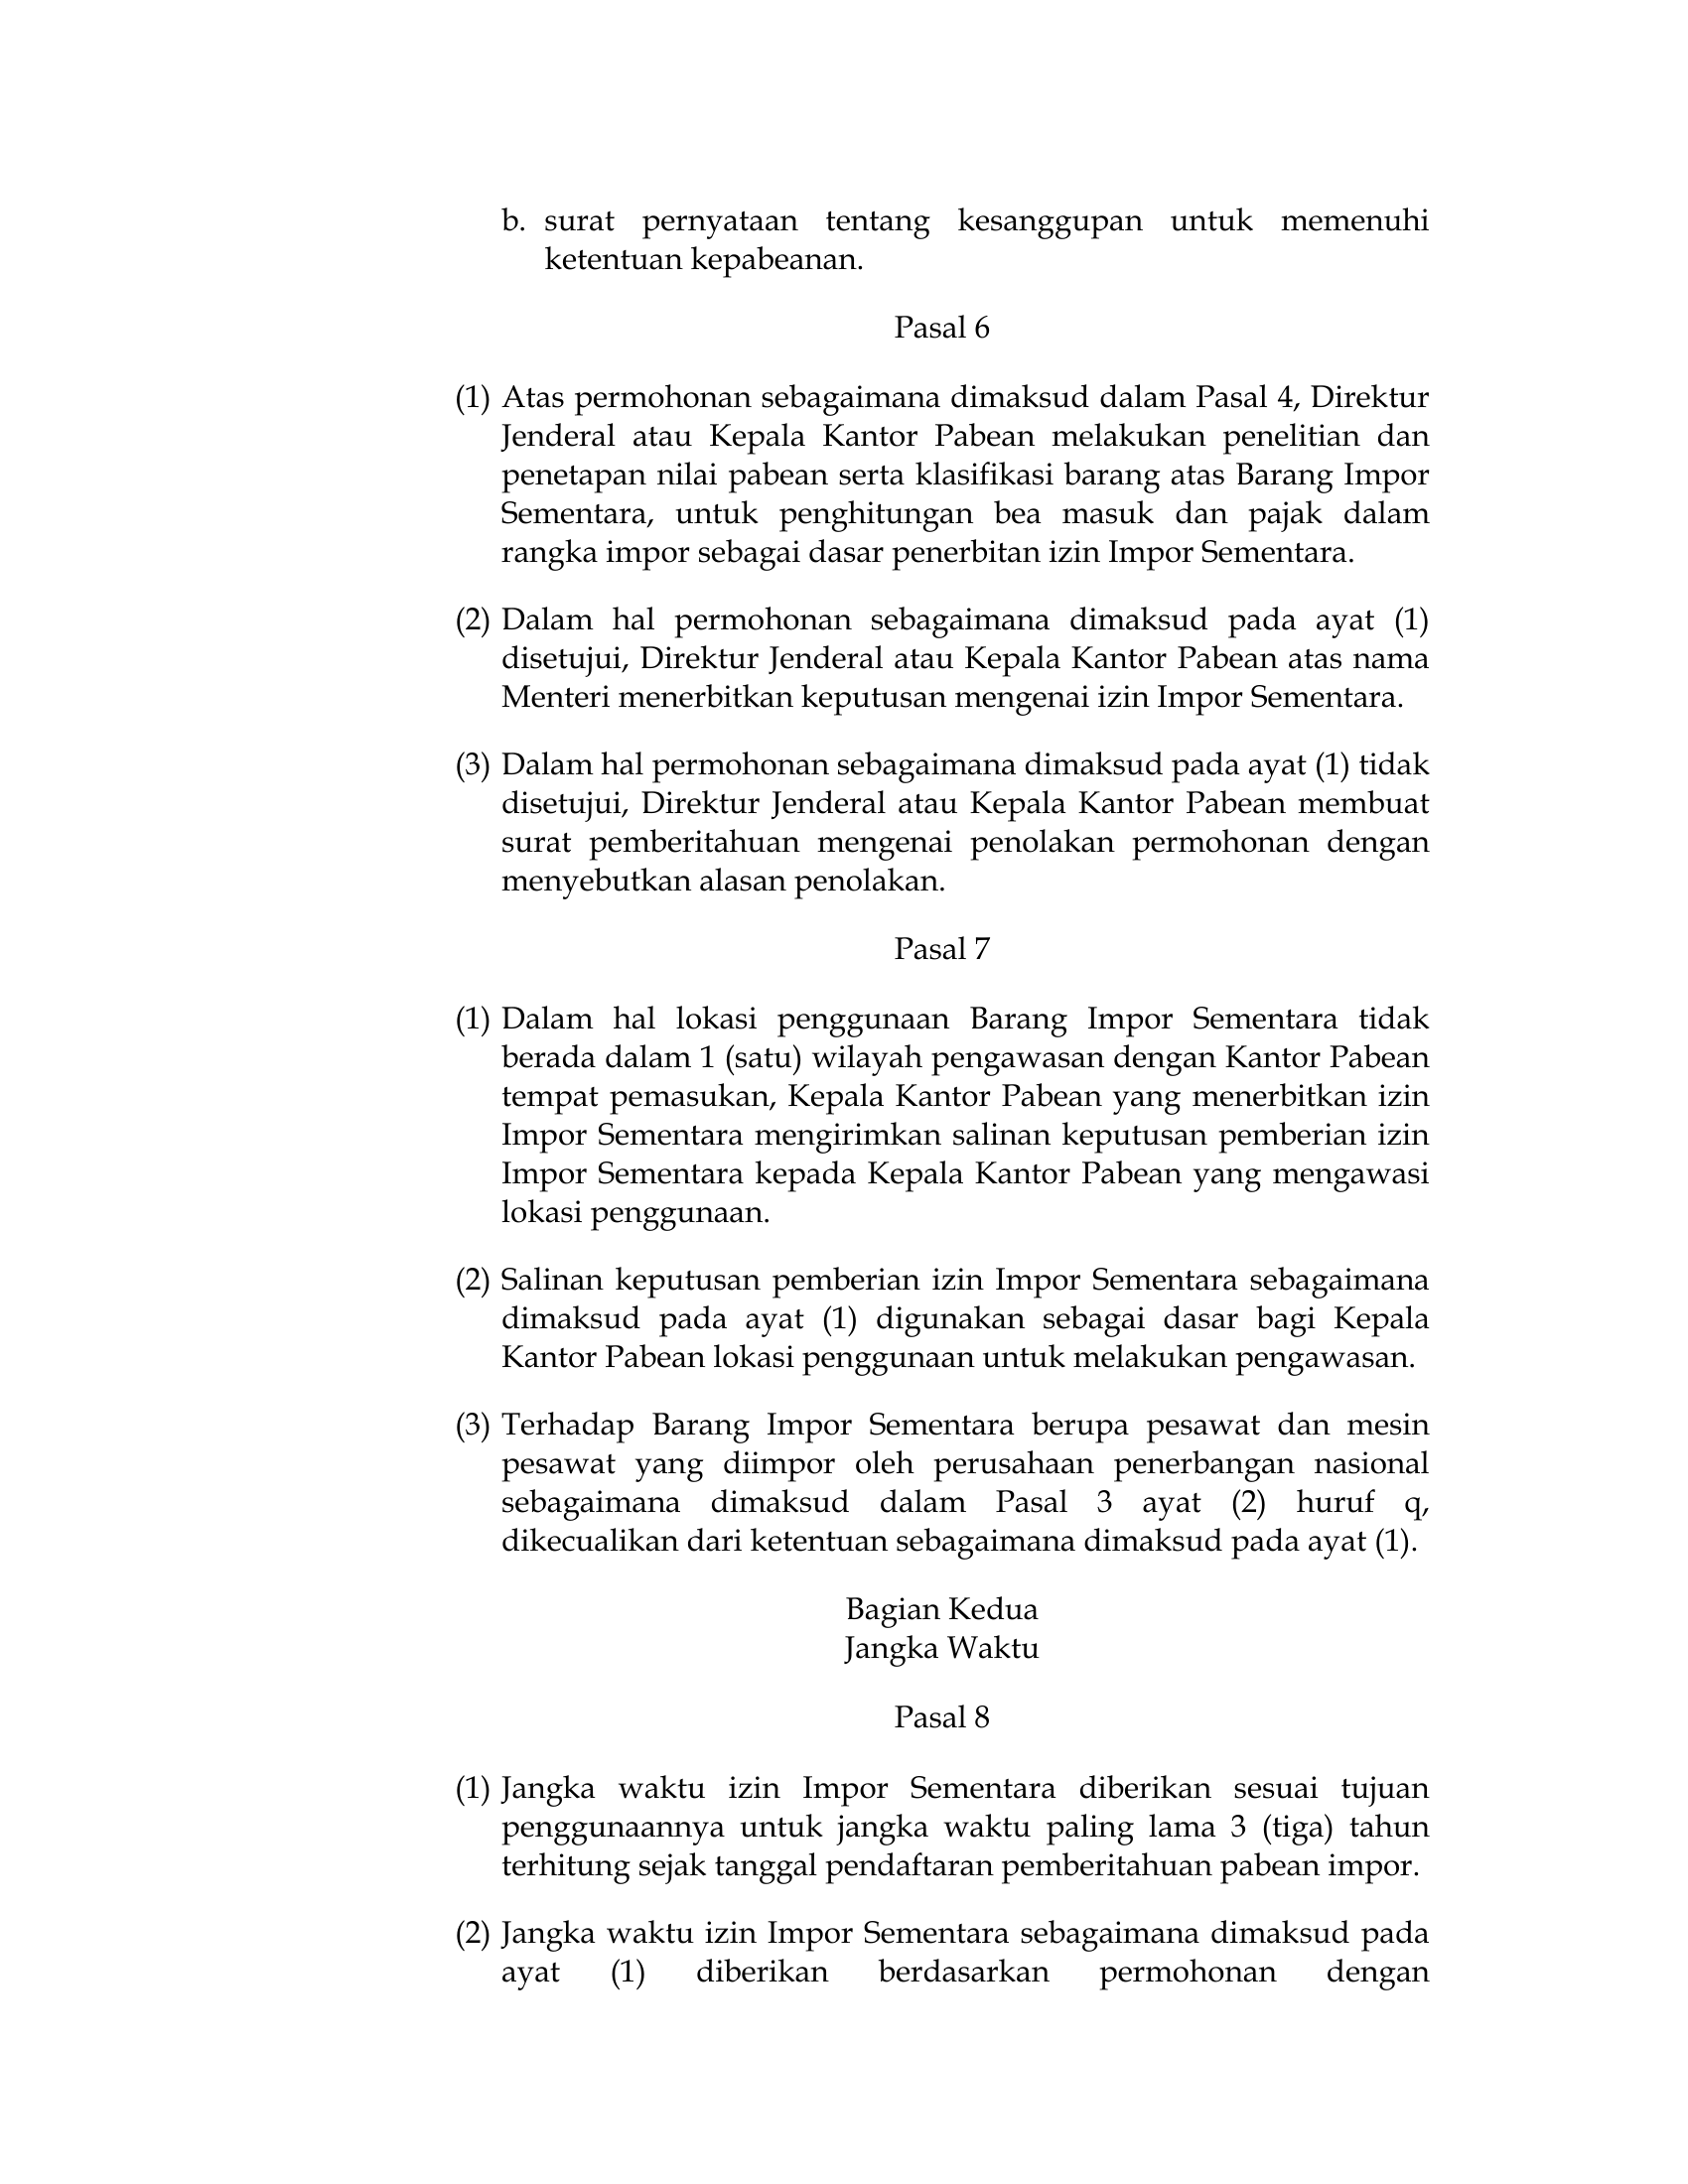 b. surat pernyataan tentang kesanggupan untuk memenuhi
ketentuan kepabeanan.
Pasal 6
(1) Atas permohonan sebagaimana dimaksud dalam Pasal 4, Direktur
Jenderal atau Kepala Kantor Pabean melakukan penelitian dan
penetapan nilai pabean serta klasifikasi barang atas Barang Impor
Sementara, untuk penghitungan bea masuk dan pajak dalam
rangka impor sebagai dasar penerbitan izin Impor Sementara.
(2) Dalam hal permohonan sebagaimana dimaksud pada ayat (1)
disetujui, Direktur Jenderal atau Kepala Kantor Pabean atas nama
Menteri menerbitkan keputusan mengenai izin Impor Sementara.
(3) Dalam hal permohonan sebagaimana dimaksud pada ayat (1) tidak
disetujui, Direktur Jenderal atau Kepala Kantor Pabean membuat
surat pemberitahuan mengenai penolakan permohonan dengan
menyebutkan alasan penolakan.
Pasal 7
(1) Dalam hal lokasi penggunaan Barang Impor Sementara tidak
berada dalam 1 (satu) wilayah pengawasan dengan Kantor Pabean
tempat pemasukan, Kepala Kantor Pabean yang menerbitkan izin
Impor Sementara mengirimkan salinan keputusan pemberian izin
Impor Sementara kepada Kepala Kantor Pabean yang mengawasi
lokasi penggunaan.
(2) Salinan keputusan pemberian izin Impor Sementara sebagaimana
dimaksud pada ayat (1) digunakan sebagai dasar bagi Kepala
Kantor Pabean lokasi penggunaan untuk melakukan pengawasan.
(3) Terhadap Barang Impor Sementara berupa pesawat dan mesin
pesawat yang diimpor oleh perusahaan penerbangan nasional
sebagaimana dimaksud dalam Pasal 3 ayat (2) huruf q,
dikecualikan dari ketentuan sebagaimana dimaksud pada ayat (1).
Bagian Kedua
Jangka Waktu
Pasal 8
(1) Jangka waktu izin Impor Sementara diberikan sesuai tujuan
penggunaannya untuk jangka waktu paling lama 3 (tiga) tahun
terhitung sejak tanggal pendaftaran pemberitahuan pabean impor.
(2) Jangka waktu izin Impor Sementara sebagaimana dimaksud pada
ayat (1) diberikan berdasarkan permohonan dengan